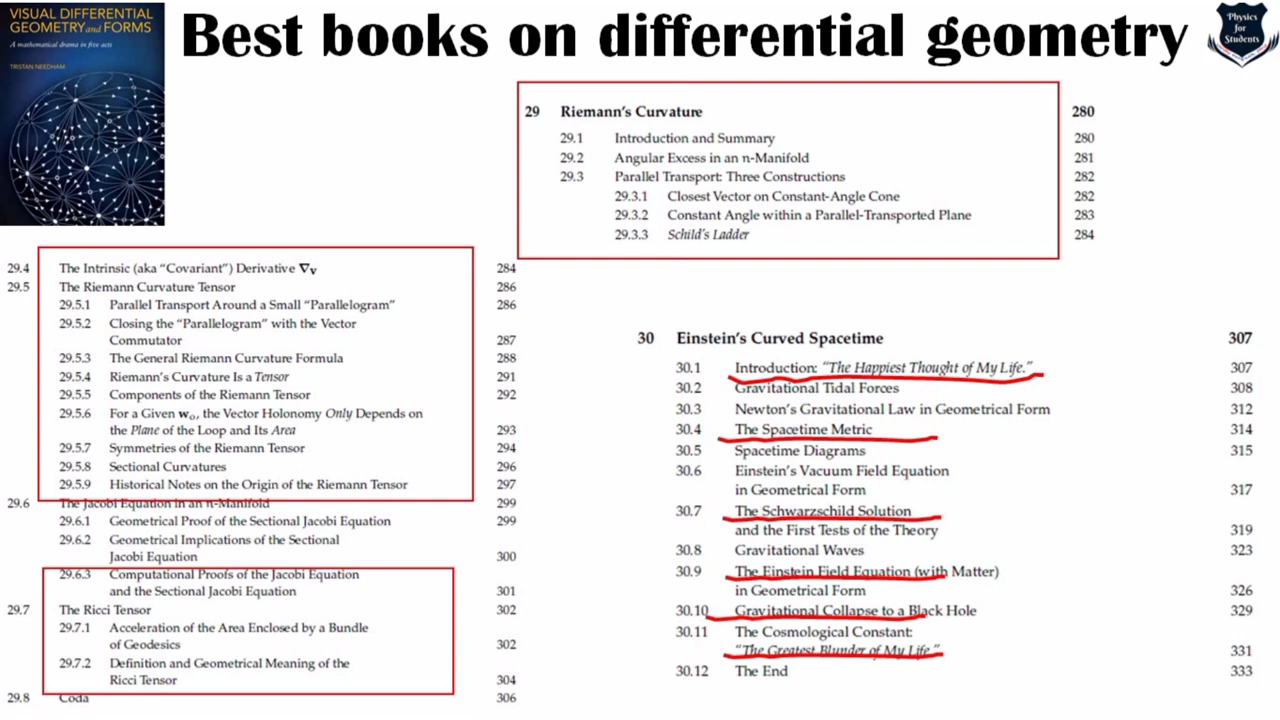 VISUAL DIFFERENTIAL
GEOMETRY and FORMS
A mathematical drama in five acts
TRISTAN NEEDHAM
Best books on differential geometry
Physics
for
Students
29 Riemann's Curvature 280
29.1 Introduction and Summary 280
29.2 Angular Excess in an n-Manifold 281
29.3 Parallel Transport: Three Constructions 282
29.3.1 Closest Vector on Constant-Angle Cone 282
29.3.2 Constant Angle within a Parallel-Transported Plane 283
29.3.3 Schild's Ladder 284
29.4 The Intrinsic (aka "Covariant") Derivative ∇v 284
29.5 The Riemann Curvature Tensor 286
29.5.1 Parallel Transport Around a Small "Parallelogram" 286
29.5.2 Closing the "Parallelogram" with the Vector
Commutator 287
29.5.3 The General Riemann Curvature Formula 288
29.5.4 Riemann's Curvature Is a Tensor 291
29.5.5 Components of the Riemann Tensor 292
29.5.6 For a Given wo, the Vector Holonomy Only Depends on
the Plane of the Loop and Its Area 293
29.5.7 Symmetries of the Riemann Tensor 294
29.5.8 Sectional Curvatures 296
29.5.9 Historical Notes on the Origin of the Riemann Tensor 297
29.6 The Jacobi Equation in an n-Manifold 299
29.6.1 Geometrical Proof of the Sectional Jacobi Equation 299
29.6.2 Geometrical Implications of the Sectional
Jacobi Equation 300
29.6.3 Computational Proofs of the Jacobi Equation
and the Sectional Jacobi Equation 301
29.7 The Ricci Tensor 302
29.7.1 Acceleration of the Area Enclosed by a Bundle
of Geodesics 302
29.7.2 Definition and Geometrical Meaning of the
Ricci Tensor 304
29.8 Coda 306
30 Einstein's Curved Spacetime 307
30.1 Introduction: "The Happiest Thought of My Life." 307
30.2 Gravitational Tidal Forces 308
30.3 Newton's Gravitational Law in Geometrical Form 312
30.4 The Spacetime Metric 314
30.5 Spacetime Diagrams 315
30.6 Einstein's Vacuum Field Equation
in Geometrical Form 317
30.7 The Schwarzschild Solution
and the First Tests of the Theory 319
30.8 Gravitational Waves 323
30.9 The Einstein Field Equation (with Matter)
in Geometrical Form 326
30.10 Gravitational Collapse to a Black Hole 329
30.11 The Cosmological Constant:
"The Greatest Blunder of My Life." 331
30.12 The End 333